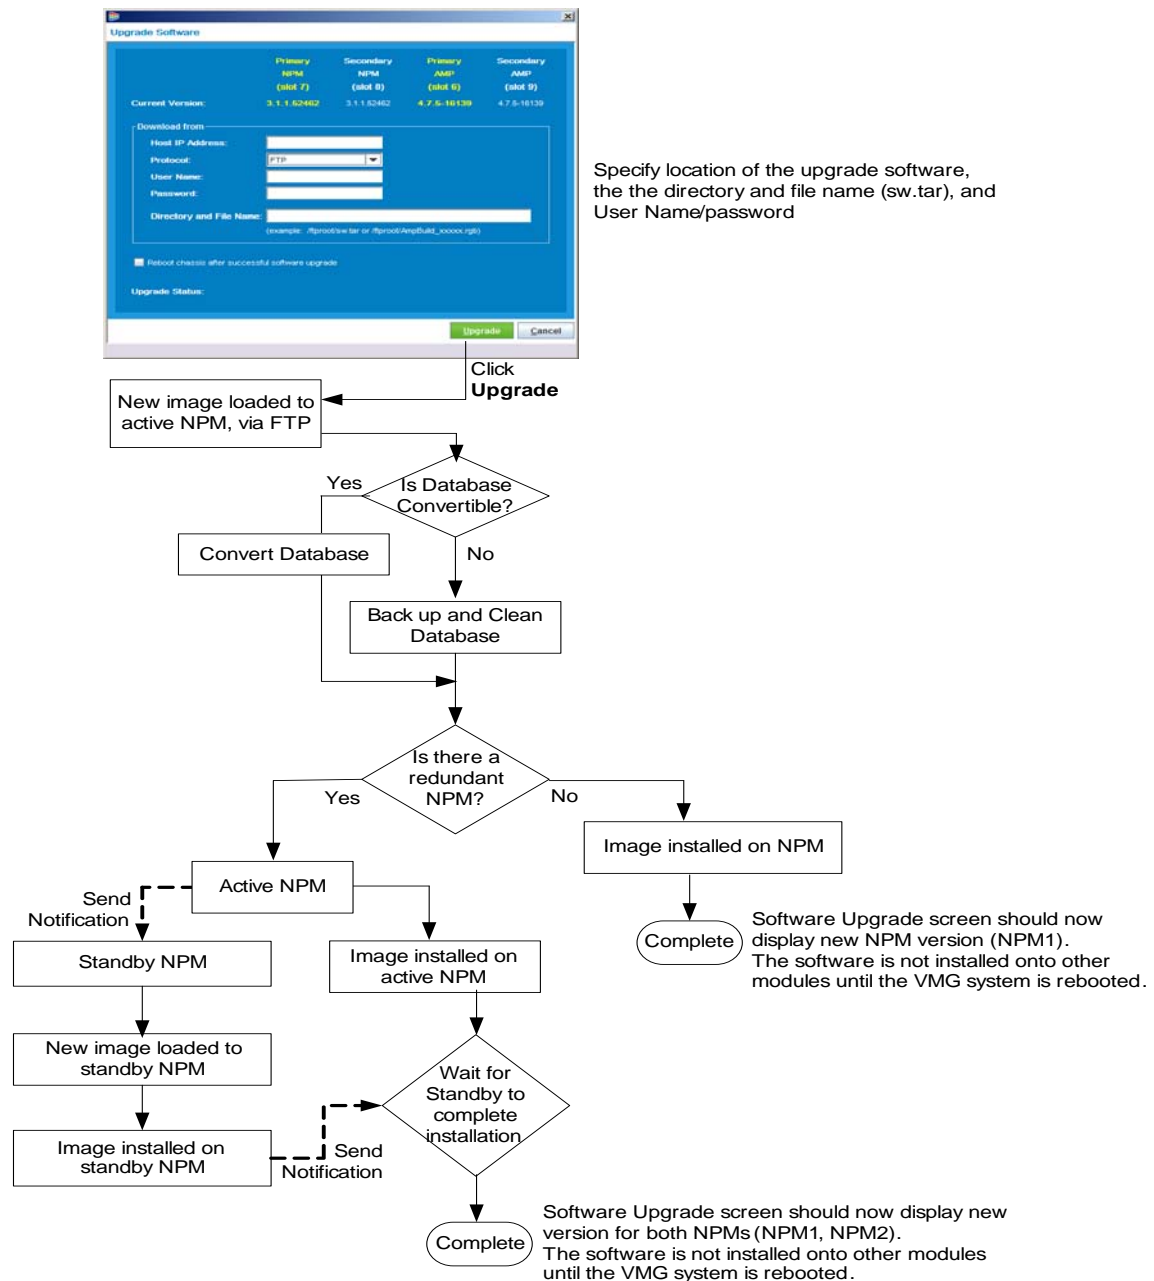 Upgrade Software
Primary NPM (slot 7)
Secondary NPM (slot 8)
Primary AMP (slot 6)
Secondary AMP (slot 9)
Current Version: 3.1.1.52462 3.1.1.52462 4.7.5-16139 4.7.5-16139
Download from
Host IP Address:
Protocol: FTP
User Name:
Password:
Directory and File Name:
(example: /ftproot/sw.tar or /ftproot/AmpBuild_xxxxx.rgb)
Reboot chassis after successful software upgrade
Upgrade Status:
Upgrade Cancel
Specify location of the upgrade software,
the the directory and file name (sw.tar), and
User Name/password
Click
Upgrade
New image loaded to
active NPM, via FTP
Is Database
Convertible?
Yes
No
Convert Database
Back up and Clean
Database
Is there a
redundant
NPM?
Yes
No
Image installed on NPM
Active NPM
Send
Notification
Standby NPM
Image installed on
active NPM
Complete
Software Upgrade screen should now
display new NPM version (NPM1).
The software is not installed onto other
modules until the VMG system is rebooted.
New image loaded to
standby NPM
Wait for
Standby to
complete
installation
Image installed on
standby NPM
Send
Notification
Complete
Software Upgrade screen should now display new
version for both NPMs (NPM1, NPM2).
The software is not installed onto other modules
until the VMG system is rebooted.